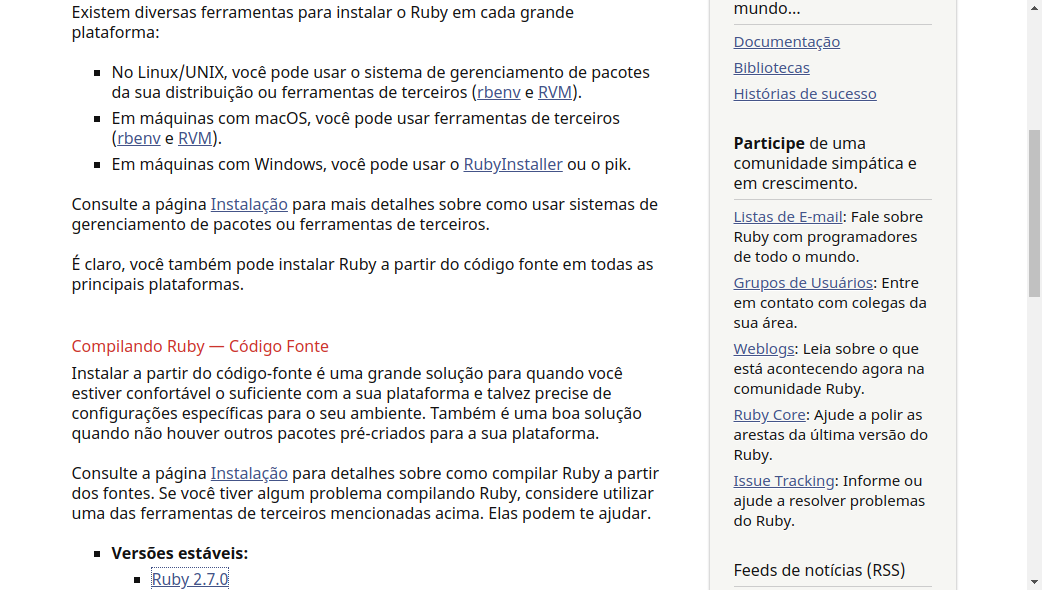 Existem diversas ferramentas para instalar o Ruby em cada grande
plataforma:
No Linux/UNIX, você pode usar o sistema de gerenciamento de pacotes
da sua distribuição ou ferramentas de terceiros (rbenv e RVM).
Em máquinas com macOS, você pode usar ferramentas de terceiros
(rbenv e RVM).
Em máquinas com Windows, você pode usar o RubyInstaller ou o pik.
Consulte a página Instalação para mais detalhes sobre como usar sistemas de
gerenciamento de pacotes ou ferramentas de terceiros.
É claro, você também pode instalar Ruby a partir do código fonte em todas as
principais plataformas.
Compilando Ruby — Código Fonte
Instalar a partir do código-fonte é uma grande solução para quando você
estiver confortável o suficiente com a sua plataforma e talvez precise de
configurações específicas para o seu ambiente. Também é uma boa solução
quando não houver outros pacotes pré-criados para a sua plataforma.
Consulte a página Instalação para detalhes sobre como compilar Ruby a partir
dos fontes. Se você tiver algum problema compilando Ruby, considere utilizar
uma das ferramentas de terceiros mencionadas acima. Elas podem te ajudar.
Versões estáveis:
Ruby 2.7.0
mundo...
Documentação
Bibliotecas
Histórias de sucesso
Participe de uma
comunidade simpática e
em crescimento.
Listas de E-mail: Fale sobre
Ruby com programadores
de todo o mundo.
Grupos de Usuários: Entre
em contato com colegas da
sua área.
Weblogs: Leia sobre o que
está acontecendo agora na
comunidade Ruby.
Ruby Core: Ajude a polir as
arestas da última versão do
Ruby.
Issue Tracking: Informe ou
ajude a resolver problemas
do Ruby.
Feeds de notícias (RSS)